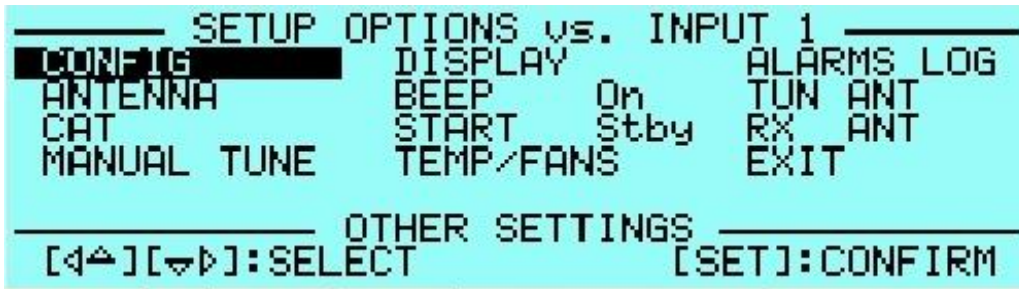 SETUP OPTIONS vs. INPUT 1
CONFIG DISPLAY ALARMS LOG
ANTENNA BEEP On TUN ANT
CAT START Stby RX ANT
MANUAL TUNE TEMP/FANS EXIT
OTHER SETTINGS
[◁△][▽▷]:SELECT [SET]:CONFIRM